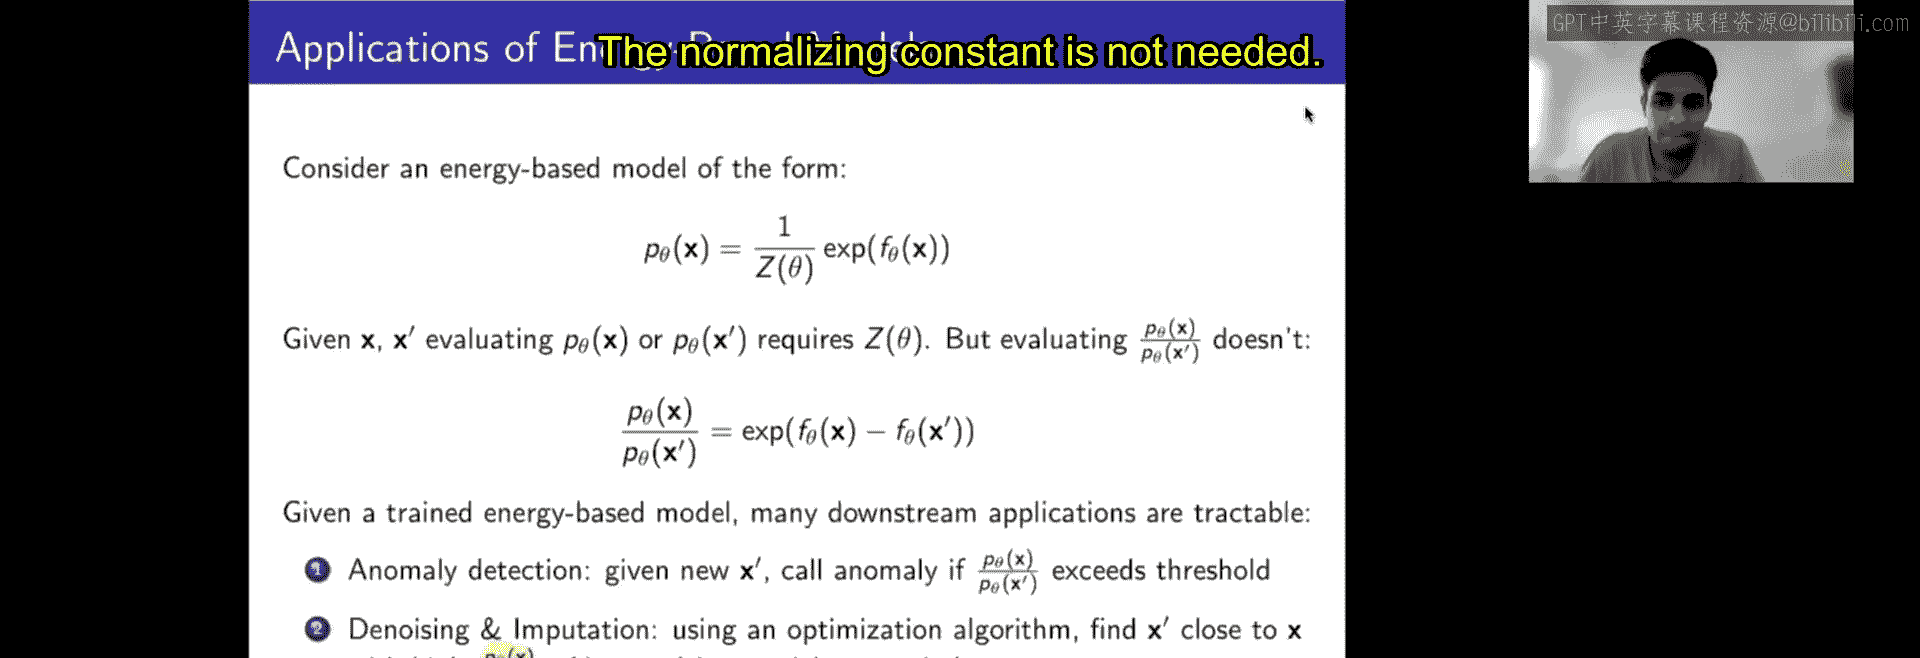 Applications of En
The normalizing constant is not needed.
GPT中英字幕课程资源@bilibili.com
Consider an energy-based model of the form:
pθ(x) = 1/Z(θ) exp(fθ(x))
Given x, x′ evaluating pθ(x) or pθ(x′) requires Z(θ). But evaluating pθ(x)/pθ(x′) doesn't:
pθ(x)/pθ(x′) = exp(fθ(x) − fθ(x′))
Given a trained energy-based model, many downstream applications are tractable:
1 Anomaly detection: given new x′, call anomaly if pθ(x)/pθ(x′) exceeds threshold
2 Denoising & Imputation: using an optimization algorithm, find x′ close to x